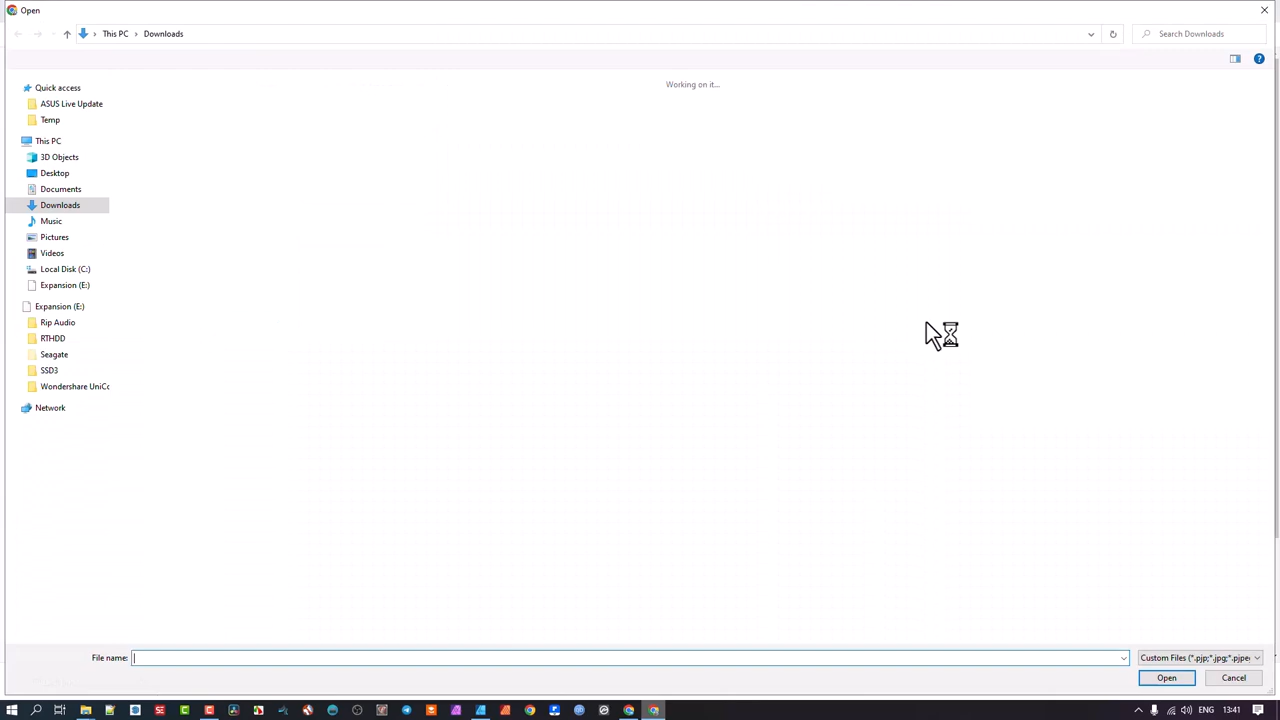 Open
This PC › Downloads
Search Downloads
Working on it...
Quick access
ASUS Live Update
Temp
This PC
3D Objects
Desktop
Documents
Downloads
Music
Pictures
Videos
Local Disk (C:)
Expansion (E:)
Expansion (E:)
Rip Audio
RTHDD
Seagate
SSD3
Wondershare UniCo
Network
File name:
Custom Files (*.pjp;*.jpg;*.pjpe
Open
Cancel
ENG
13:41